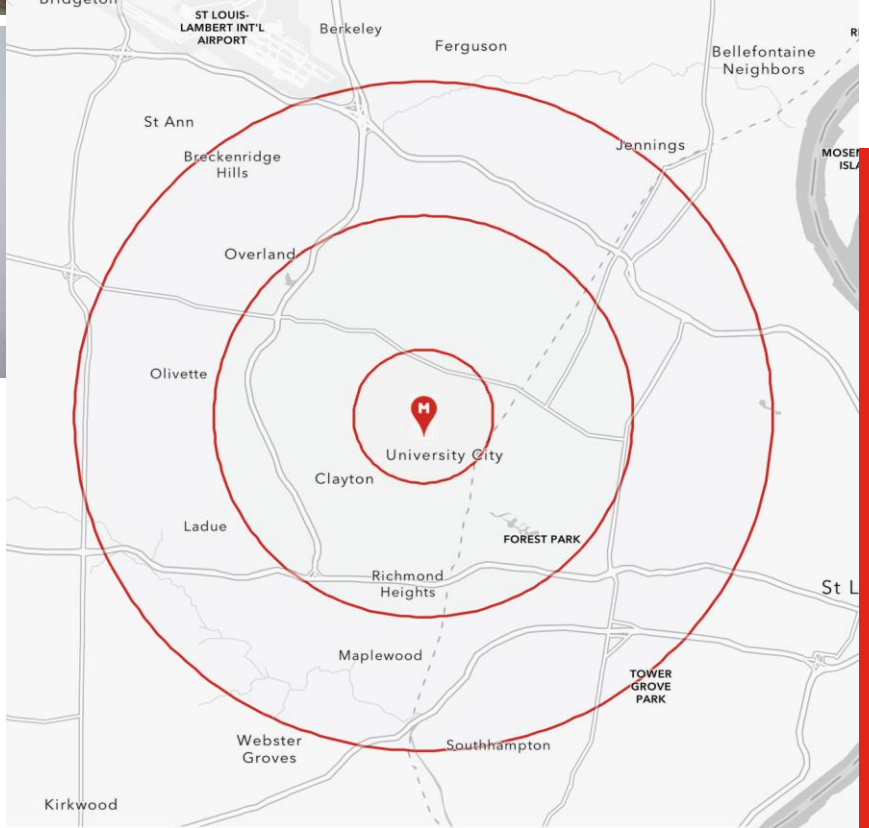 ST LOUIS-
LAMBERT INT'L
AIRPORT
Berkeley
Ferguson
Bellefontaine
Neighbors
St Ann
Breckenridge
Hills
Jennings
Overland
Olivette
M
University City
Clayton
Ladue
FOREST PARK
Richmond
Heights
St L
Maplewood
TOWER
GROVE
PARK
Webster
Groves
Southhampton
Kirkwood